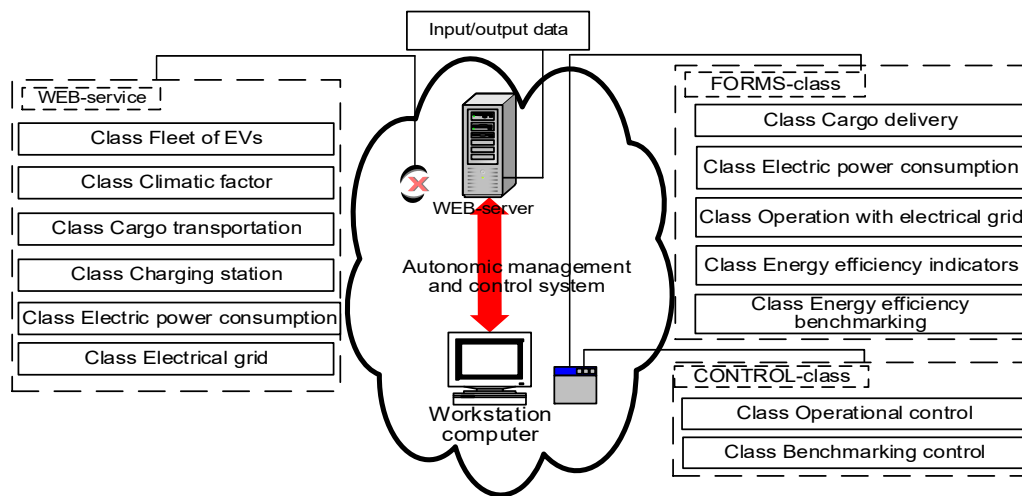 Input/output data
WEB-service
Class Fleet of EVs
Class Climatic factor
Class Cargo transportation
Class Charging station
Class Electric power consumption
Class Electrical grid
X
WEB-server
Autonomic management
and control system
Workstation
computer
FORMS-class
Class Cargo delivery
Class Electric power consumption
Class Operation with electrical grid
Class Energy efficiency indicators
Class Energy efficiency
benchmarking
CONTROL-class
Class Operational control
Class Benchmarking control